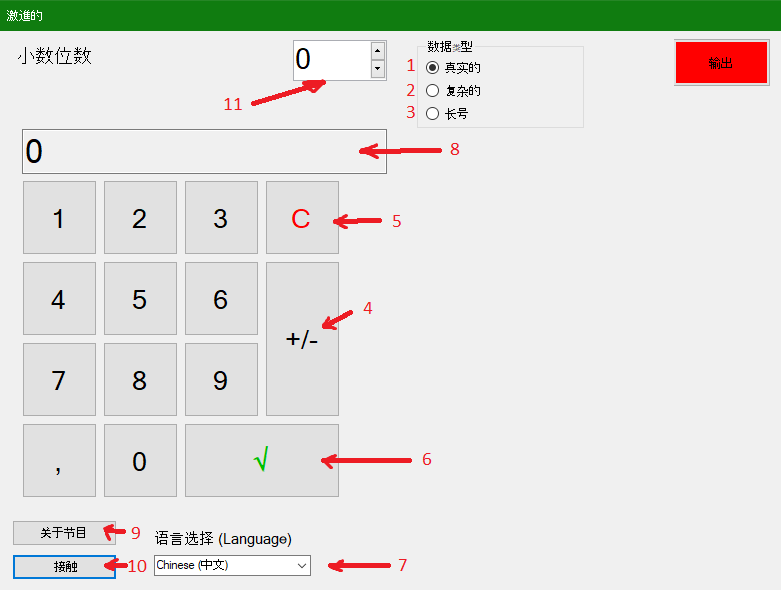 激進的
小数位数
0
11
数据类型
1
真实的
2
复杂的
3
长号
输出
0
8
1
2
3
C
5
4
5
6
+/-
4
7
8
9
,
0
√
6
关于节目
9
语言选择 (Language)
接触
10
Chinese (中文)
7